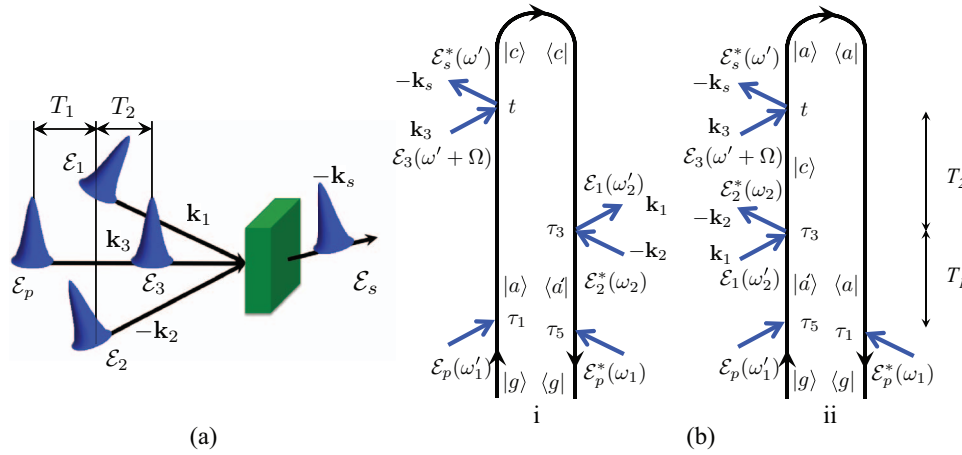 T₁ T₂
ℰ₁
k₁
-kₛ
k₃
ℰₚ ℰ₃ ℰₛ
-k₂
ℰ₂
(a)
|c⟩ ⟨c|
ℰₛ*(ω′)
-kₛ
t
k₃
ℰ₃(ω′ + Ω)
ℰ₁(ω₂′)
k₁
τ₃
-k₂
ℰ₂*(ω₂)
|a⟩ ⟨á|
τ₁ τ₅
ℰₚ(ω₁′) ℰₚ*(ω₁)
|g⟩ ⟨g|
i
|a⟩ ⟨a|
ℰₛ*(ω′)
-kₛ
t
k₃
ℰ₃(ω′ + Ω)
|c⟩
ℰ₂*(ω₂)
-k₂
τ₃
k₁
ℰ₁(ω₂′)
|á⟩ ⟨a|
τ₅ τ₁
ℰₚ(ω₁′) ℰₚ*(ω₁)
|g⟩ ⟨g|
ii
T₂
T₁
(b)